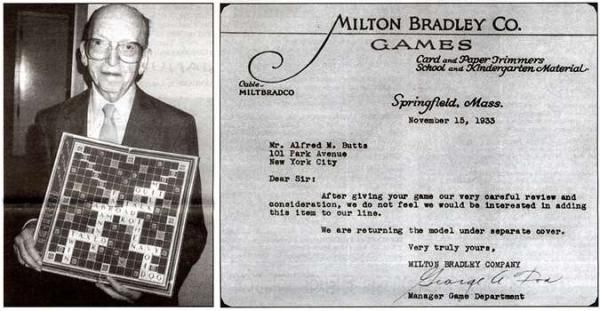 MILTON BRADLEY CO.
GAMES
Card and Paper Trimmers
School and Kindergarten Material
Cable-
MILTBRADCO
Springfield, Mass.
November 15, 1933
Mr. Alfred M. Butts
101 Park Avenue
New York City
Dear Sir:
After giving your game our very careful review and
consideration, we do not feel we would be interested in adding
this item to our line.
We are returning the model under separate cover.
Very truly yours,
MILTON BRADLEY COMPANY
George A. Fox
Manager Game Department
NAVY
DOG